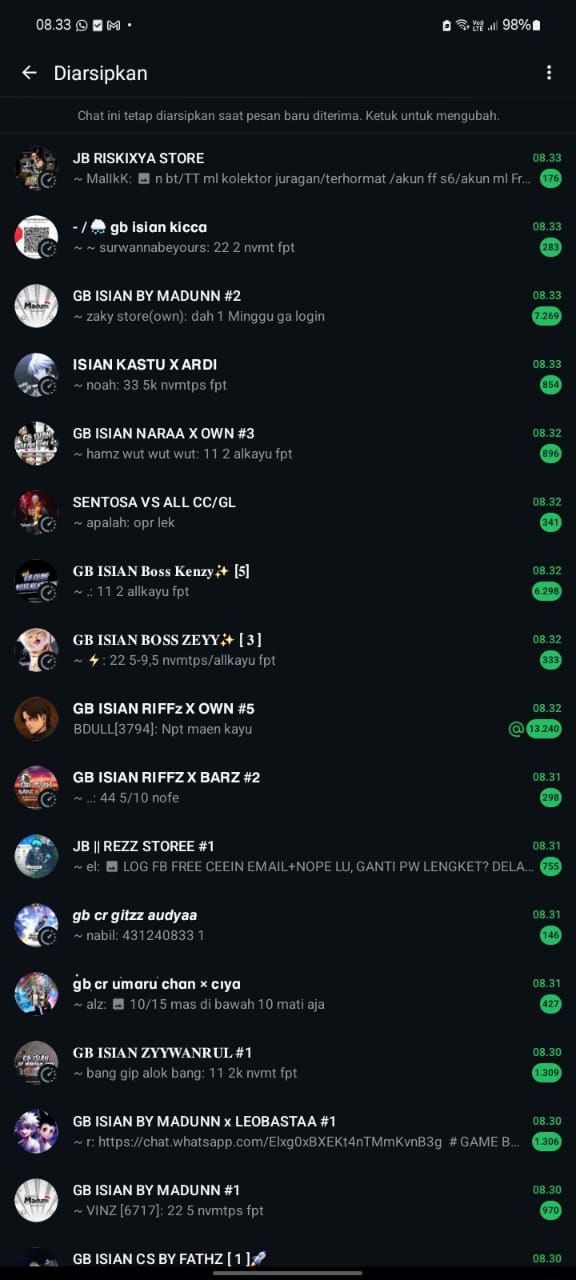 08.33
98%
Diarsipkan
Chat ini tetap diarsipkan saat pesan baru diterima. Ketuk untuk mengubah.
JB RISKIXYA STORE 08.33
~ MalIkK: n bt/TT ml kolektor juragan/terhormat /akun ff s6/akun ml Fr... 176
- / 🌧️ gb isian kicca 08.33
~ ~ surwannabeyours: 22 2 nvmt fpt 283
GB ISIAN BY MADUNN #2 08.33
~ zaky store(own): dah 1 Minggu ga login 7.269
ISIAN KASTU X ARDI 08.33
~ noah: 33 5k nvmtps fpt 854
GB ISIAN NARAA X OWN #3 08.32
~ hamz wut wut wut: 11 2 alkayu fpt 896
SENTOSA VS ALL CC/GL 08.32
~ apalah: opr lek 341
𝐆𝐁 𝐈𝐒𝐈𝐀𝐍 𝐁𝐨𝐬𝐬 𝐊𝐞𝐧𝐳𝐲✨ [5] 08.32
~ .: 11 2 allkayu fpt 6.298
𝐆𝐁 𝐈𝐒𝐈𝐀𝐍 𝐁𝐎𝐒𝐒 𝐙𝐄𝐘𝐘✨ [ 𝟑 ] 08.32
~ ⚡: 22 5-9,5 nvmtps/allkayu fpt 333
GB ISIAN RIFFz X OWN #5 08.32
BDULL[3794]: Npt maen kayu @ 13.240
GB ISIAN RIFFZ X BARZ #2 08.31
~ ..: 44 5/10 nofe 298
JB || REZZ STOREE #1 08.31
~ el: LOG FB FREE CEEIN EMAIL+NOPE LU, GANTI PW LENGKET? DELA... 755
𝙜𝙗 𝙘𝙧 𝙜𝙞𝙩𝙯𝙯 𝙖𝙪𝙙𝙮𝙖𝙖 08.31
~ nabil: 431240833 1 146
gb cr umaru chan × cıya 08.31
~ alz: 10/15 mas di bawah 10 mati aja 427
𝐆𝐁 𝐈𝐒𝐈𝐀𝐍 𝐙𝐘𝐘𝐖𝐀𝐍𝐑𝐔𝐋 #1 08.30
~ bang gip alok bang: 11 2k nvmt fpt 1.309
GB ISIAN BY MADUNN x LEOBASTAA #1 08.30
~ r: https://chat.whatsapp.com/Elxg0xBXEKt4nTMmKvnB3g # GAME B... 1.306
GB ISIAN BY MADUNN #1 08.30
~ VINZ [6717]: 22 5 nvmtps fpt 970
GB ISIAN CS BY FATHZ [ 1 ]🚀 08.30